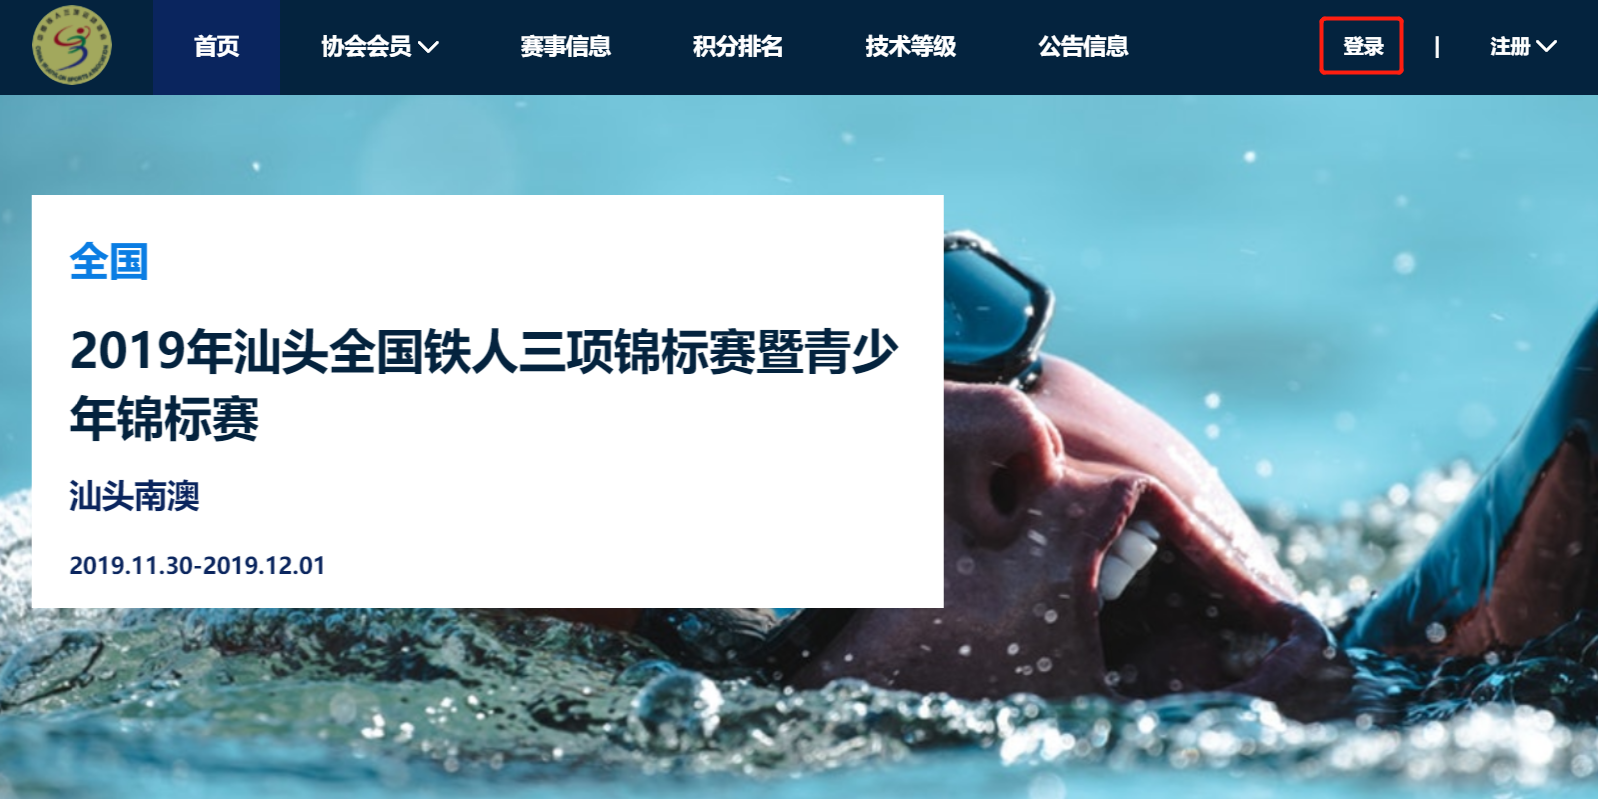 首页
协会会员
赛事信息
积分排名
技术等级
公告信息
登录
|
注册
全国
2019年汕头全国铁人三项锦标赛暨青少
年锦标赛
汕头南澳
2019.11.30-2019.12.01